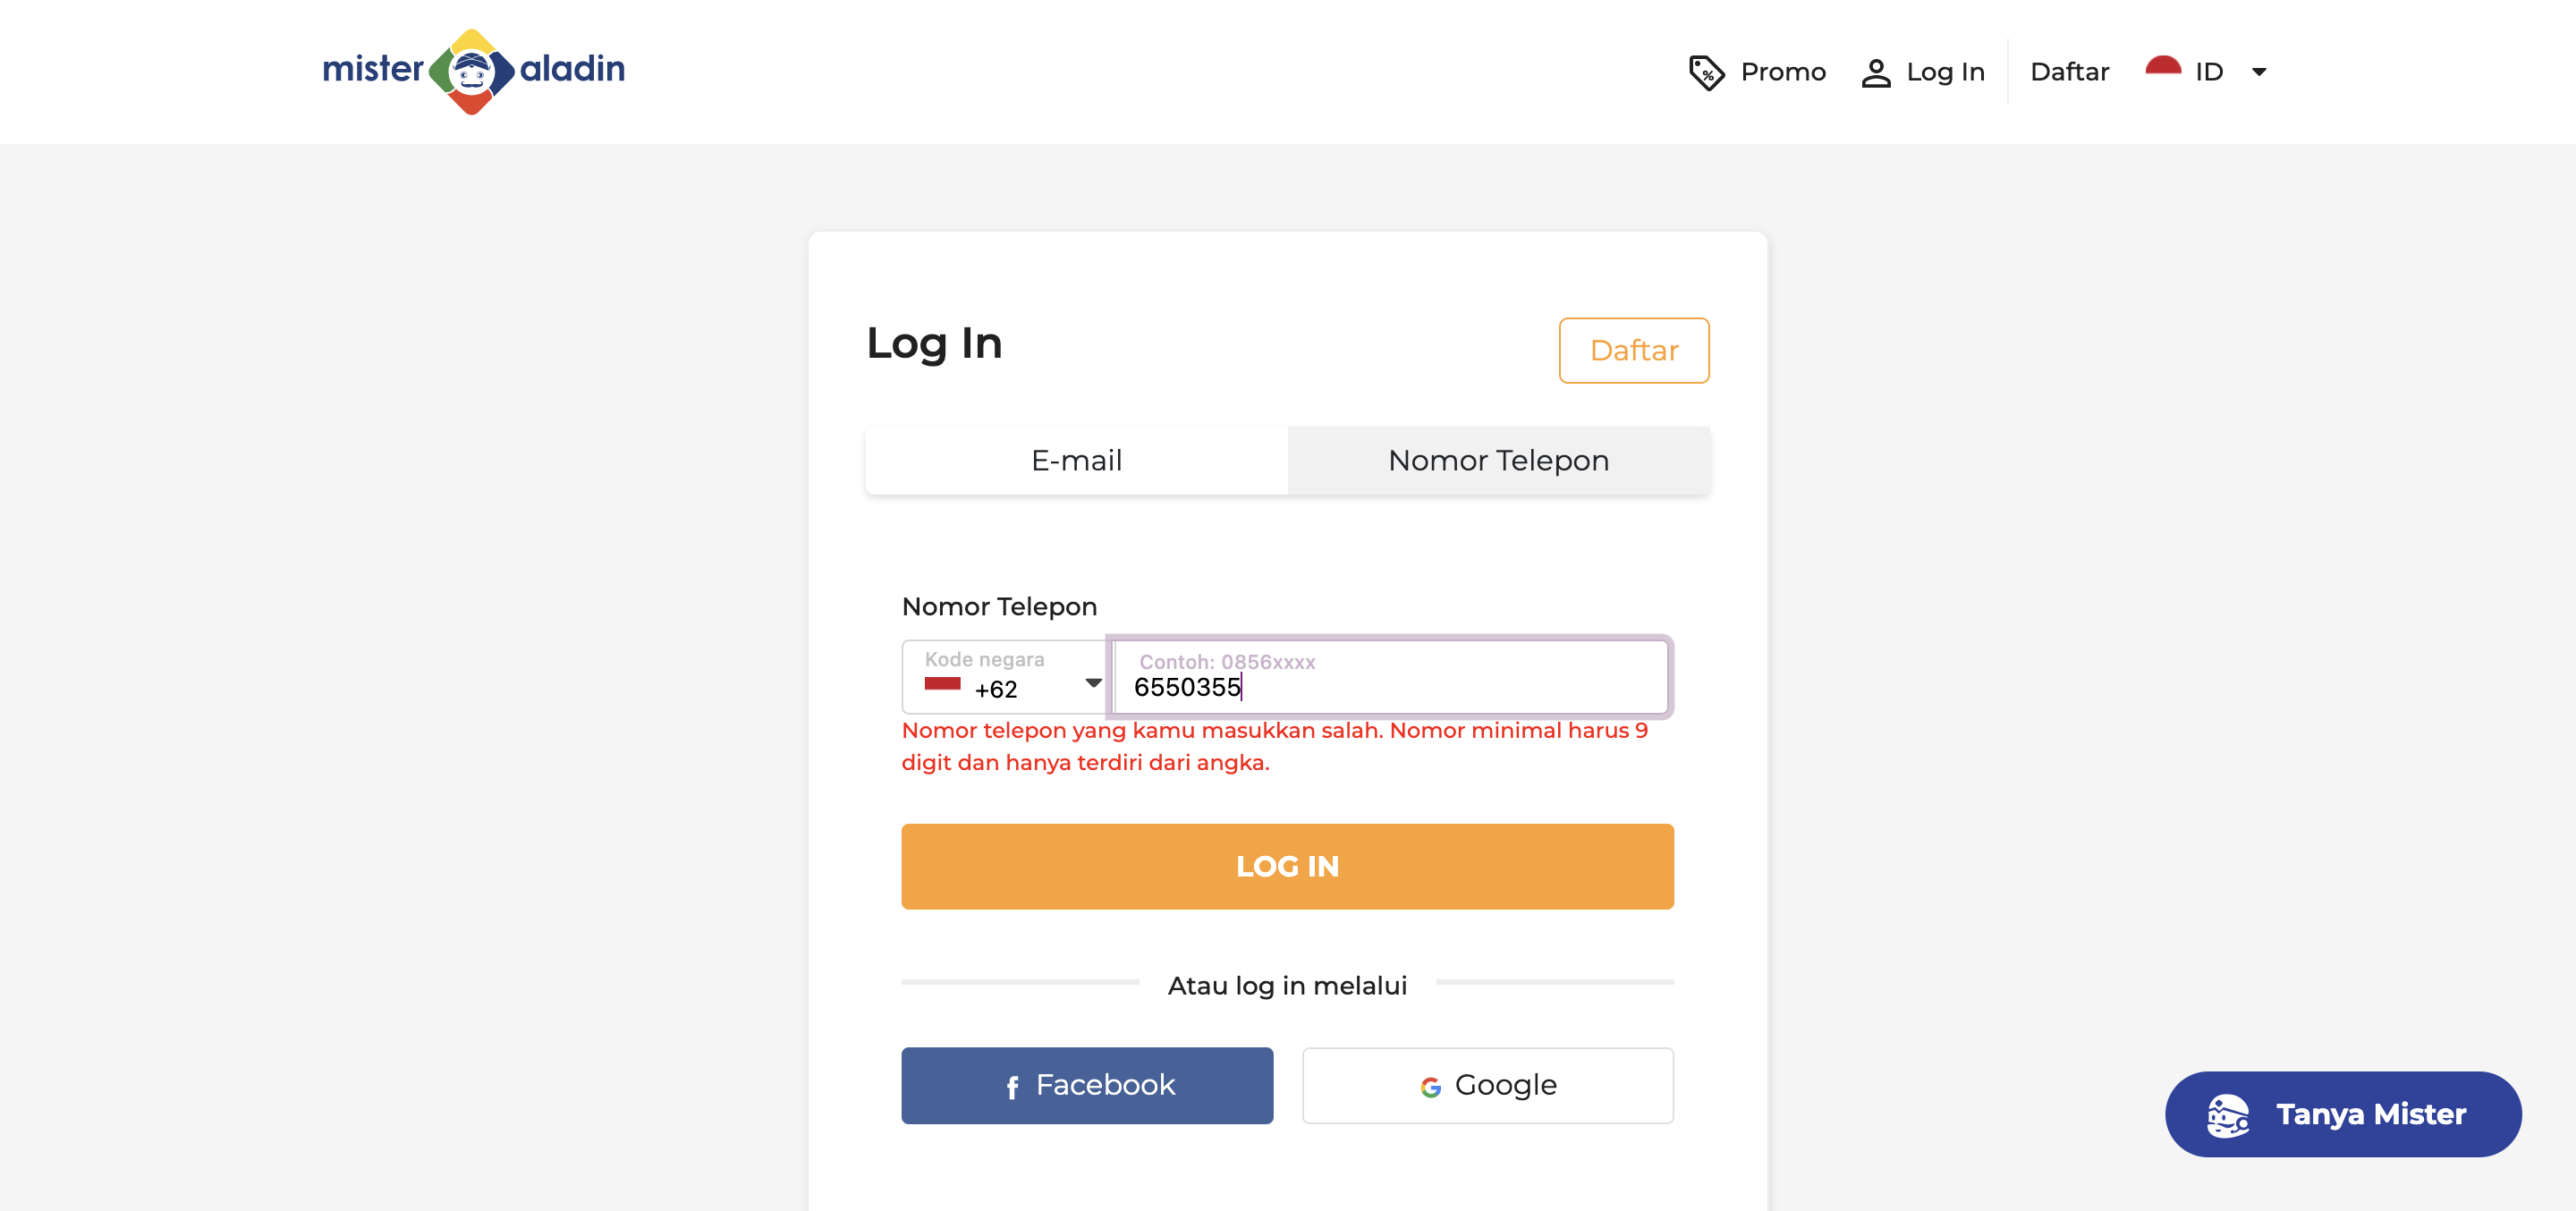 mister aladin
Promo
Log In
Daftar
ID
Log In
Daftar
E-mail
Nomor Telepon
Nomor Telepon
Kode negara
+62
Contoh: 0856xxxx
6550355
Nomor telepon yang kamu masukkan salah. Nomor minimal harus 9
digit dan hanya terdiri dari angka.
LOG IN
Atau log in melalui
f Facebook
G Google
Tanya Mister